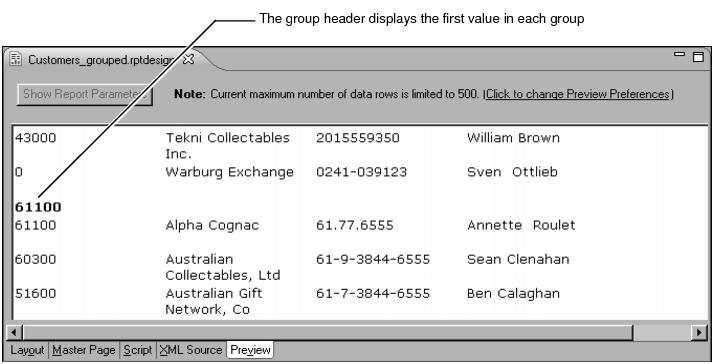 The group header displays the first value in each group
Customers_grouped.rptdesign
Show Report Parameters Note: Current maximum number of data rows is limited to 500. (Click to change Preview Preferences)
43000 Tekni Collectables Inc. 2015559350 William Brown
0 Warburg Exchange 0241-039123 Sven Ottlieb
61100
61100 Alpha Cognac 61.77.6555 Annette Roulet
60300 Australian Collectables, Ltd 61-9-3844-6555 Sean Clenahan
51600 Australian Gift Network, Co 61-7-3844-6555 Ben Calaghan
Layout Master Page Script XML Source Preview